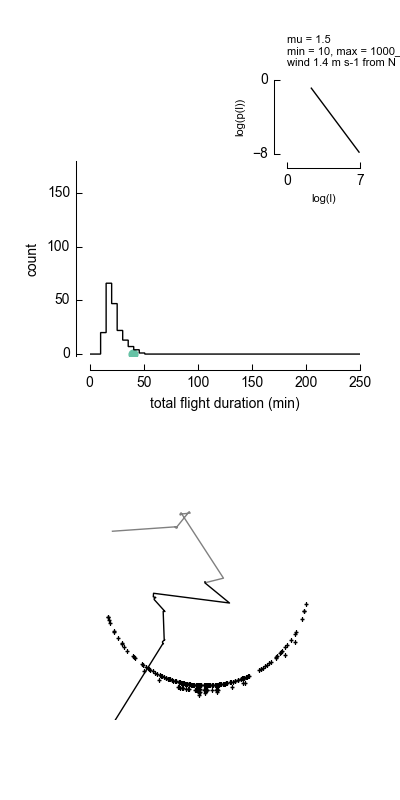 mu = 1.5
min = 10, max = 1000_
wind 1.4 m s-1 from N
0
log(p(l))
−8
0
7
log(l)
150
100
count
50
0
0
50
100
150
200
250
total flight duration (min)